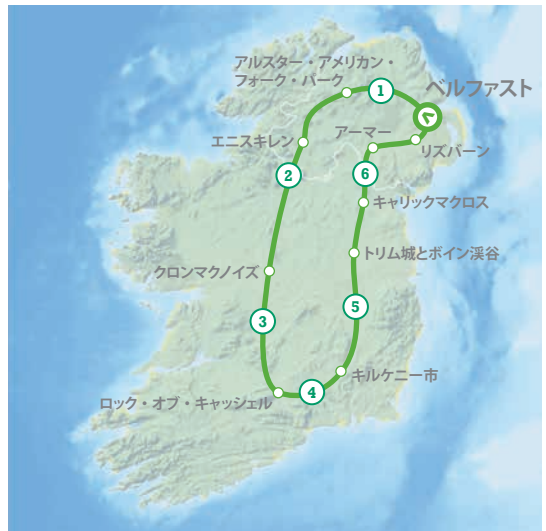 アルスター・アメリカン・
フォーク・パーク
1
ベルファスト
アーマー
リズバーン
エニスキレン
2
6
キャリックマクロス
トリム城とボイン渓谷
クロンマクノイズ
3
5
キルケニー市
ロック・オブ・キャッシェル
4